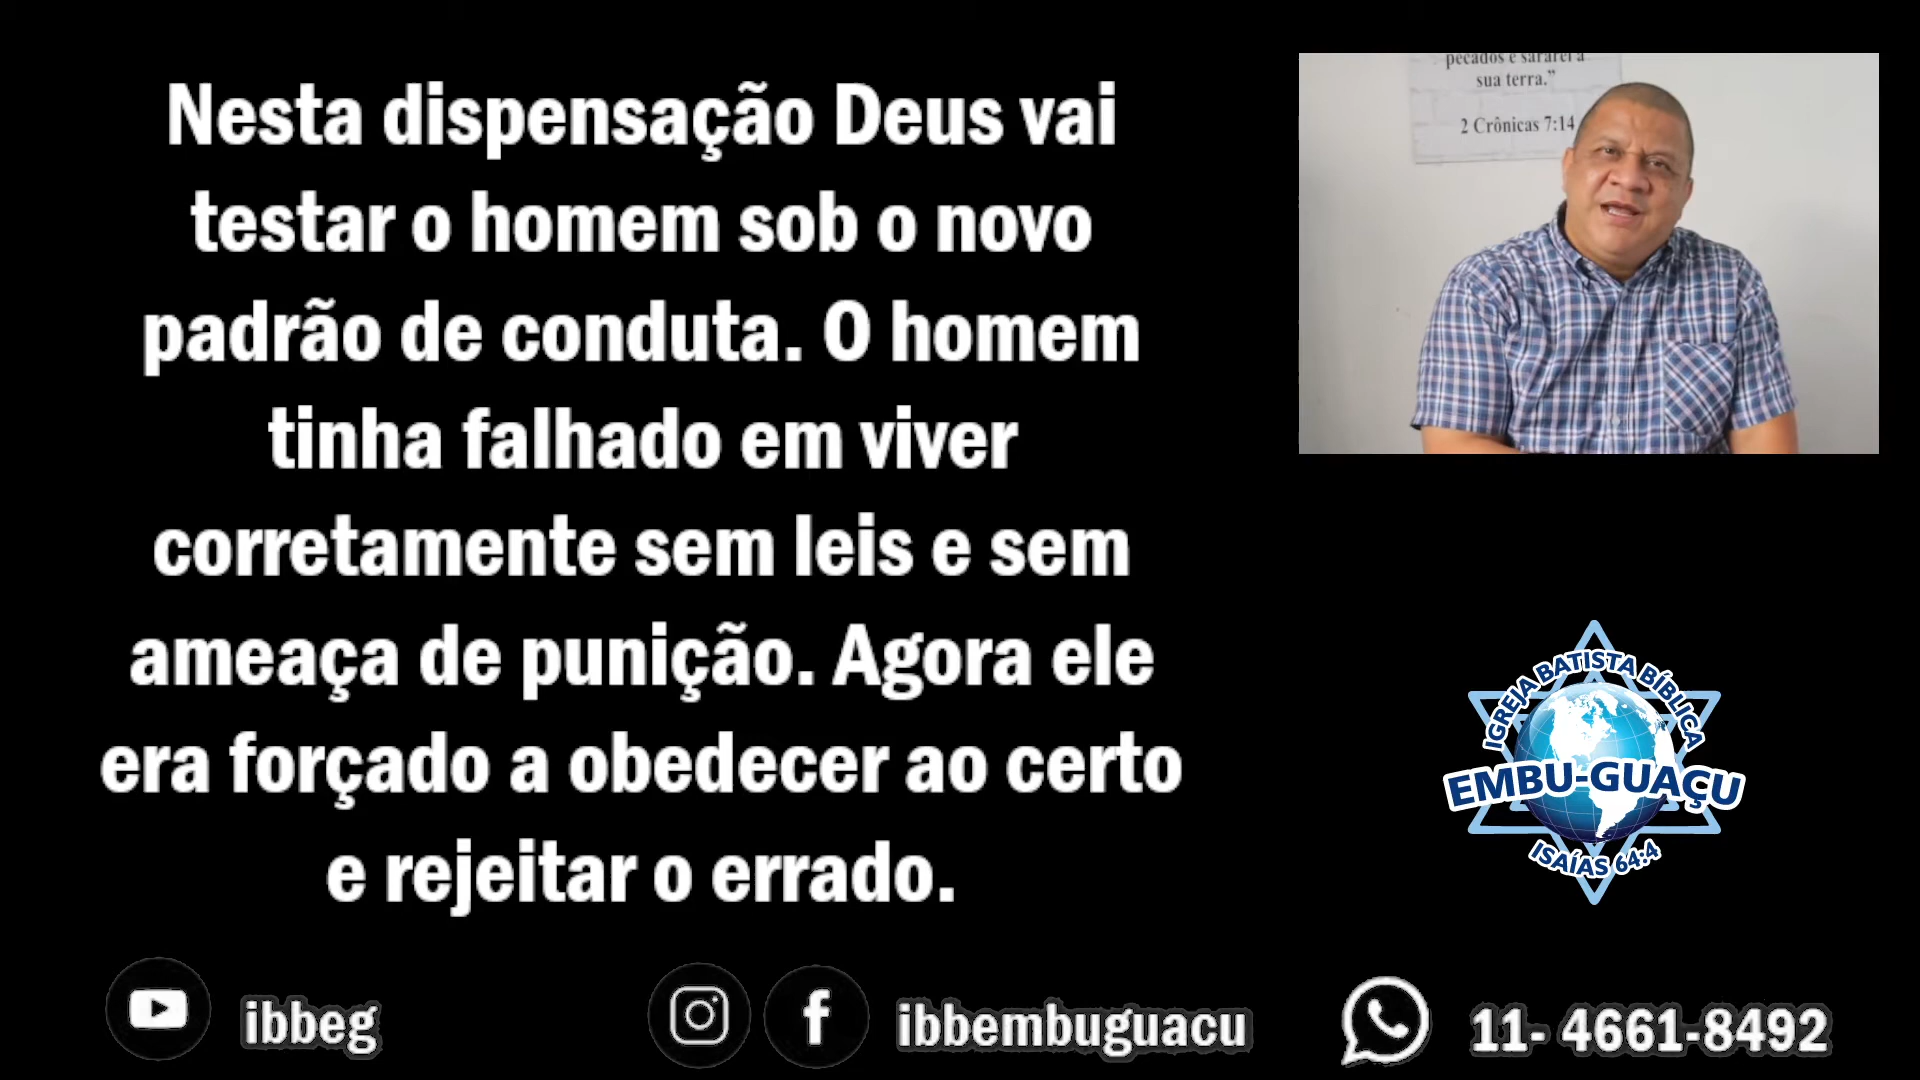 Nesta dispensação Deus vai
testar o homem sob o novo
padrão de conduta. O homem
tinha falhado em viver
corretamente sem leis e sem
ameaça de punição. Agora ele
era forçado a obedecer ao certo
e rejeitar o errado.
pecados e sararei a
sua terra.”
2 Crônicas 7:14
IGREJA BATISTA BÍBLICA
EMBU-GUAÇU
ISAÍAS 64:4
ibbeg
ibbembuguacu
11- 4661-8492